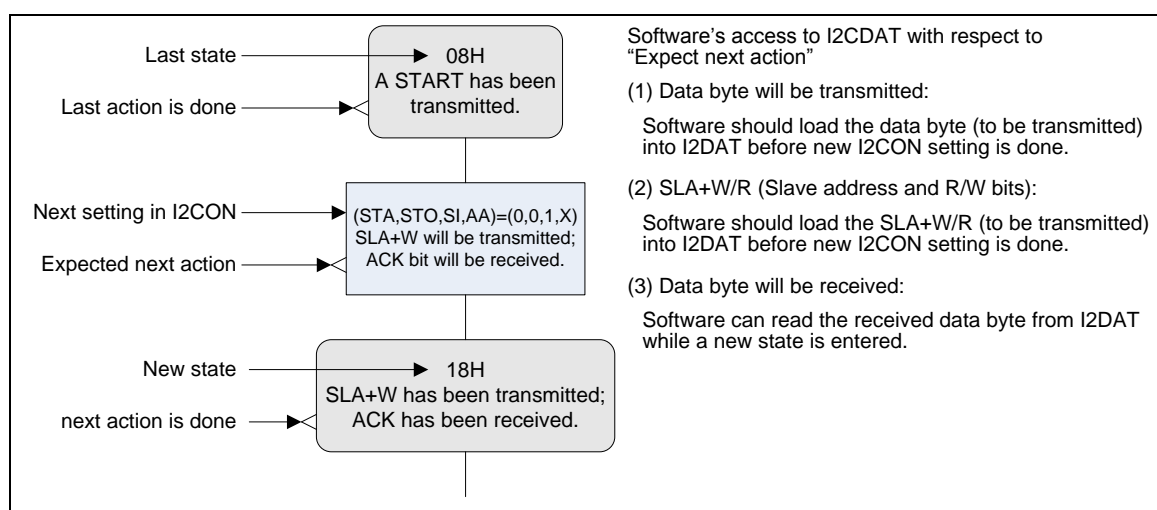 Last state
08H
A START has been
transmitted.
Last action is done
Next setting in I2CON
(STA,STO,SI,AA)=(0,0,1,X)
SLA+W will be transmitted;
ACK bit will be received.
Expected next action
New state
18H
SLA+W has been transmitted;
ACK has been received.
next action is done
Software's access to I2CDAT with respect to
“Expect next action”
(1) Data byte will be transmitted:
Software should load the data byte (to be transmitted)
into I2DAT before new I2CON setting is done.
(2) SLA+W/R (Slave address and R/W bits):
Software should load the SLA+W/R (to be transmitted)
into I2DAT before new I2CON setting is done.
(3) Data byte will be received:
Software can read the received data byte from I2DAT
while a new state is entered.